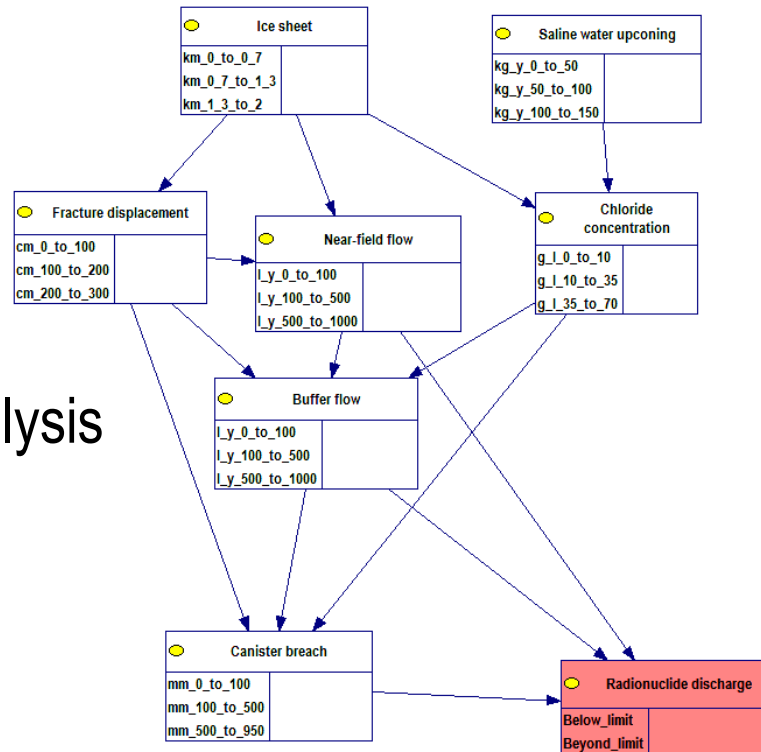 Ice sheet
km_0_to_0_7
km_0_7_to_1_3
km_1_3_to_2
Saline water upconing
kg_y_0_to_50
kg_y_50_to_100
kg_y_100_to_150
Fracture displacement
cm_0_to_100
cm_100_to_200
cm_200_to_300
Near-field flow
l_y_0_to_100
l_y_100_to_500
l_y_500_to_1000
Chloride
concentration
g_l_0_to_10
g_l_10_to_35
g_l_35_to_70
lysis
Buffer flow
l_y_0_to_100
l_y_100_to_500
l_y_500_to_1000
Canister breach
mm_0_to_100
mm_100_to_500
mm_500_to_950
Radionuclide discharge
Below_limit
Beyond_limit